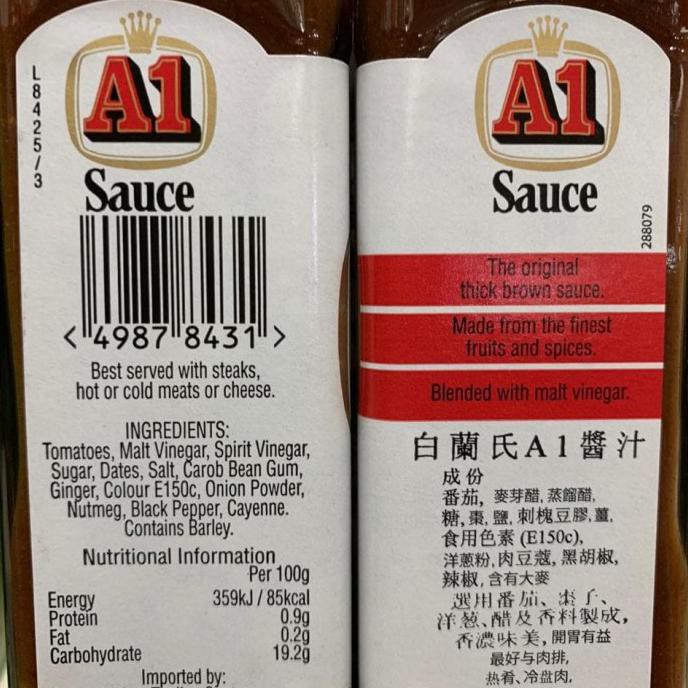 L8425/3
A1
Sauce
<4987 8431>
Best served with steaks,
hot or cold meats or cheese.
INGREDIENTS:
Tomatoes, Malt Vinegar, Spirit Vinegar,
Sugar, Dates, Salt, Carob Bean Gum,
Ginger, Colour E150c, Onion Powder,
Nutmeg, Black Pepper, Cayenne.
Contains Barley.
Nutritional Information
Per 100g
Energy 359kJ / 85kcal
Protein 0.9g
Fat 0.2g
Carbohydrate 19.2g
Imported by:
A1
Sauce
288079
The original
thick brown sauce.
Made from the finest
fruits and spices.
Blended with malt vinegar.
白蘭氏A1醬汁
成份
番茄, 麥芽醋, 蒸餾醋,
糖, 棗, 鹽, 刺槐豆膠, 薑,
食用色素 (E150c),
洋蔥粉, 肉豆蔻, 黑胡椒,
辣椒, 含有大麥
選用番茄、棗子、
洋葱、醋及香料製成,
香濃味美, 開胃有益
最好与肉排,
热肴、冷盘肉,